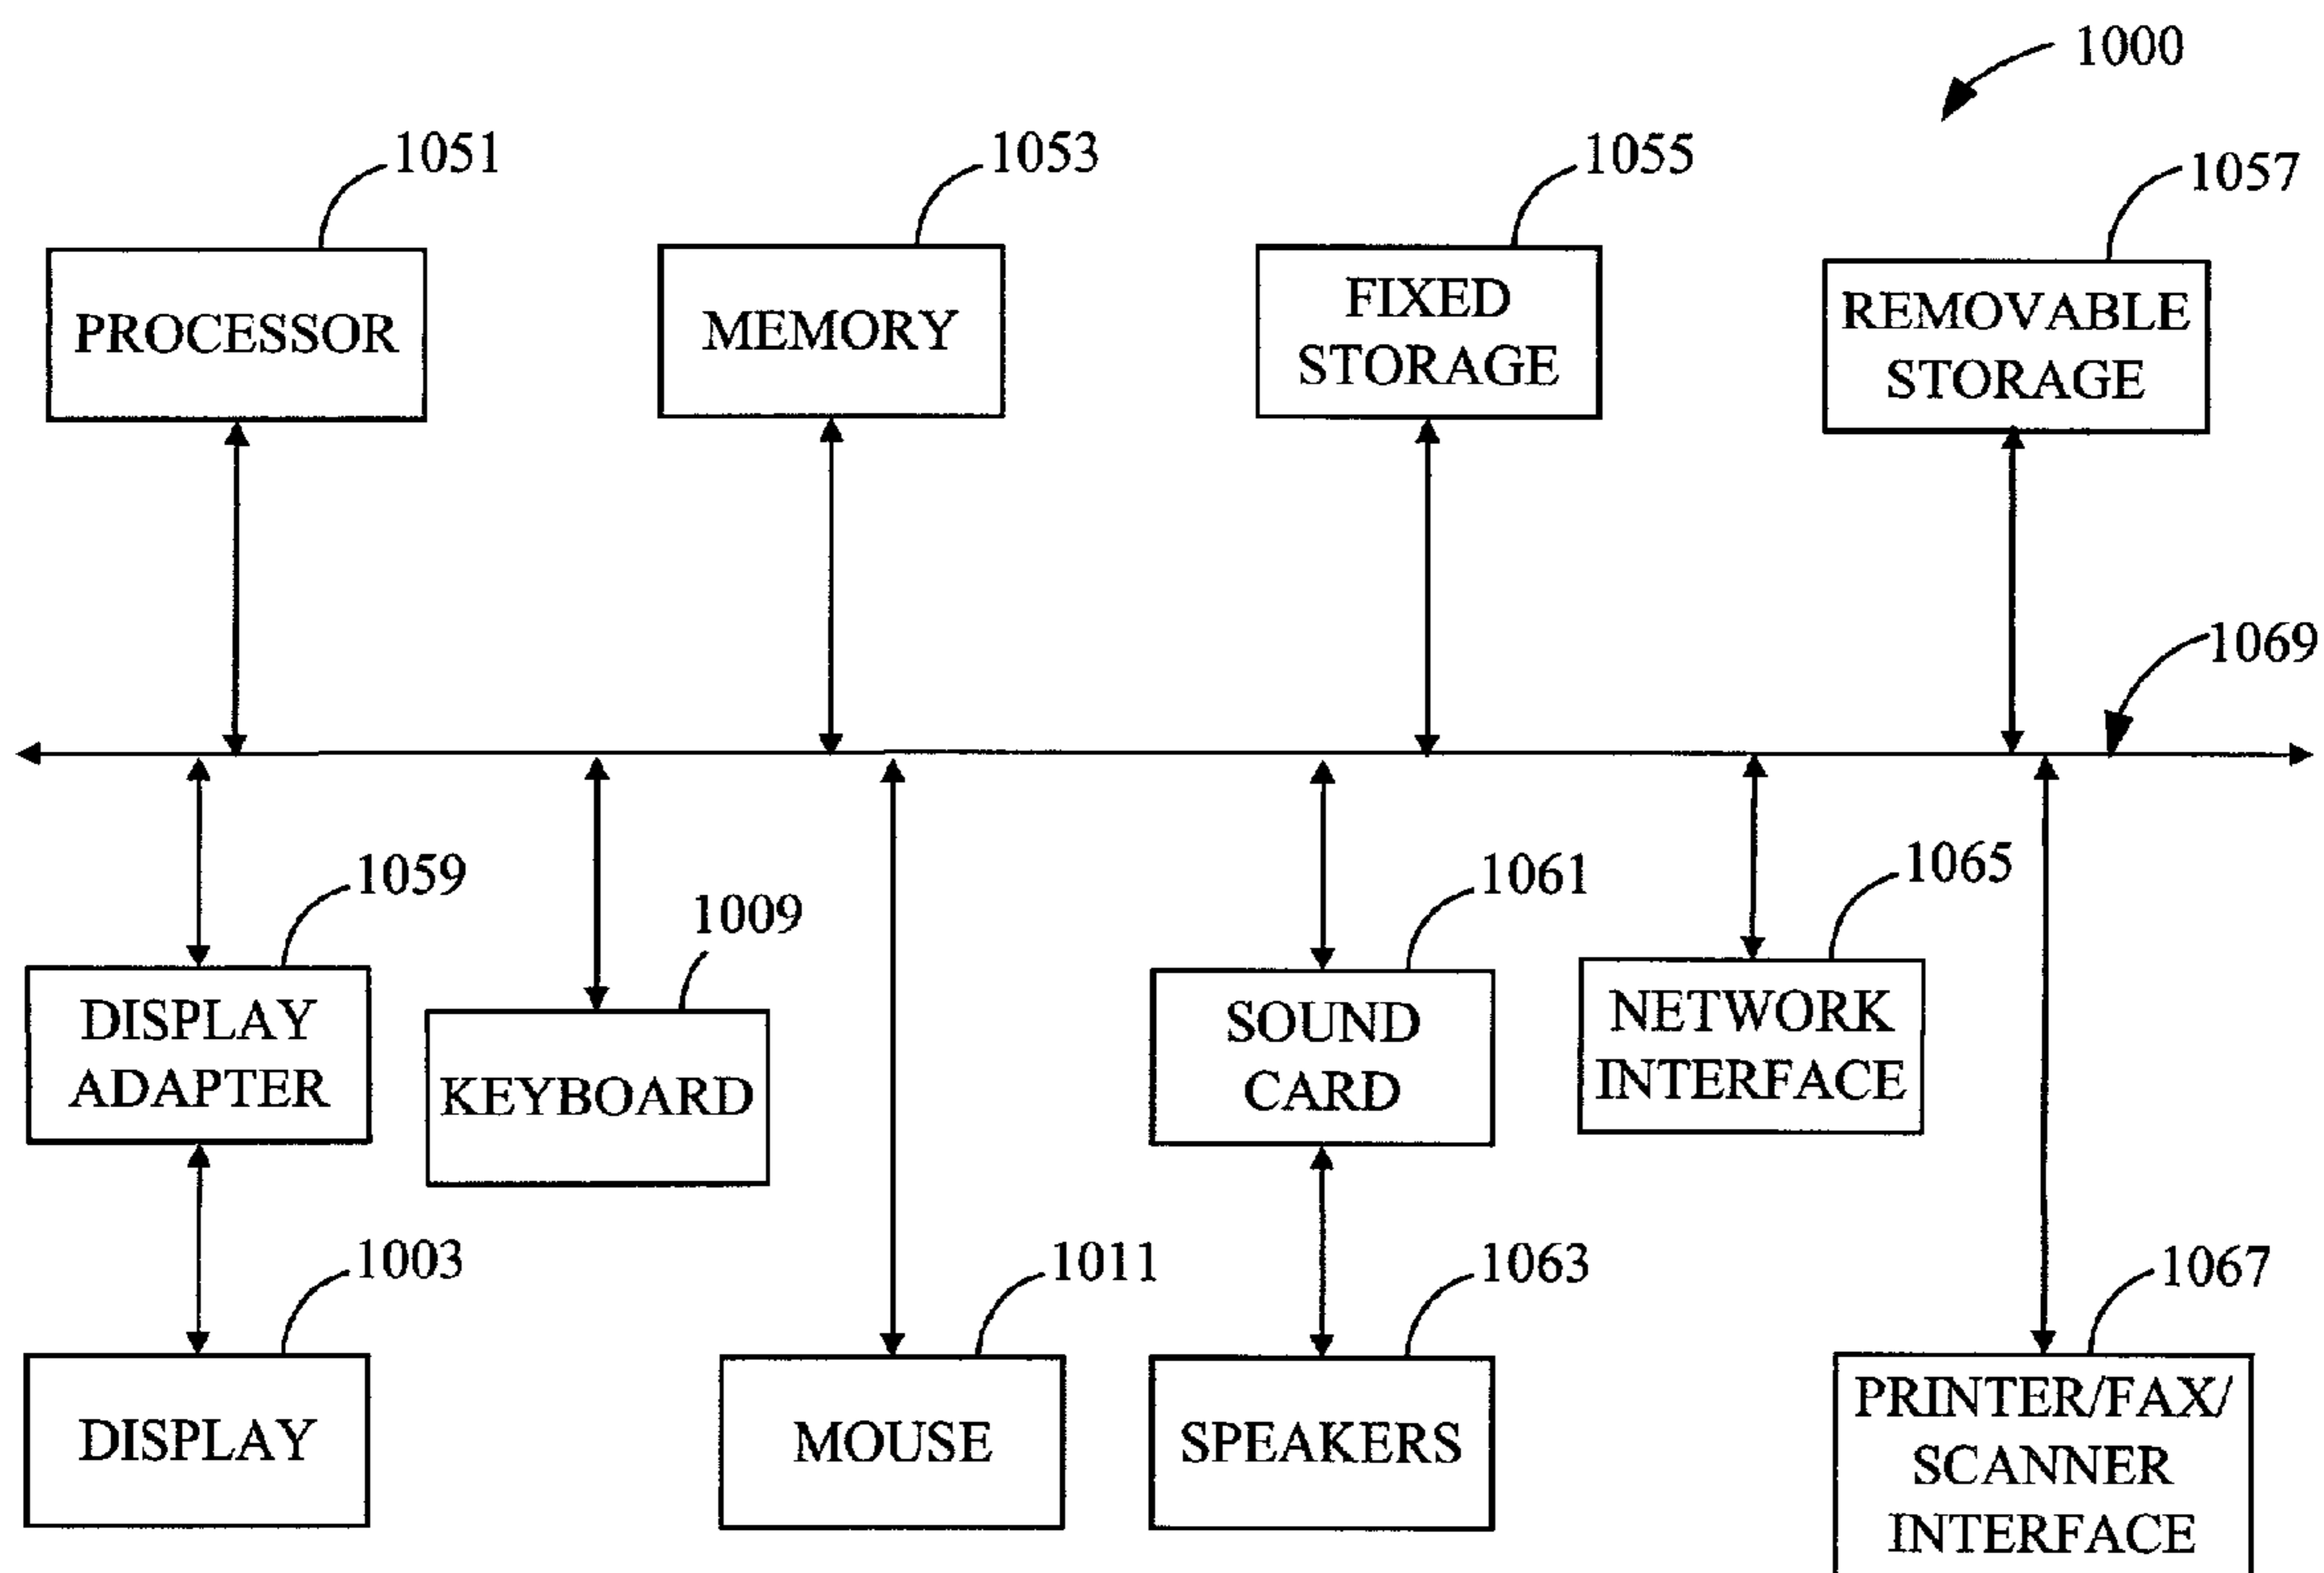 1000
1051
1053
1055
1057
PROCESSOR
MEMORY
FIXED
STORAGE
REMOVABLE
STORAGE
1069
1059
1009
1061
1065
DISPLAY
ADAPTER
KEYBOARD
SOUND
CARD
NETWORK
INTERFACE
1003
1011
1063
1067
DISPLAY
MOUSE
SPEAKERS
PRINTER/FAX/
SCANNER
INTERFACE